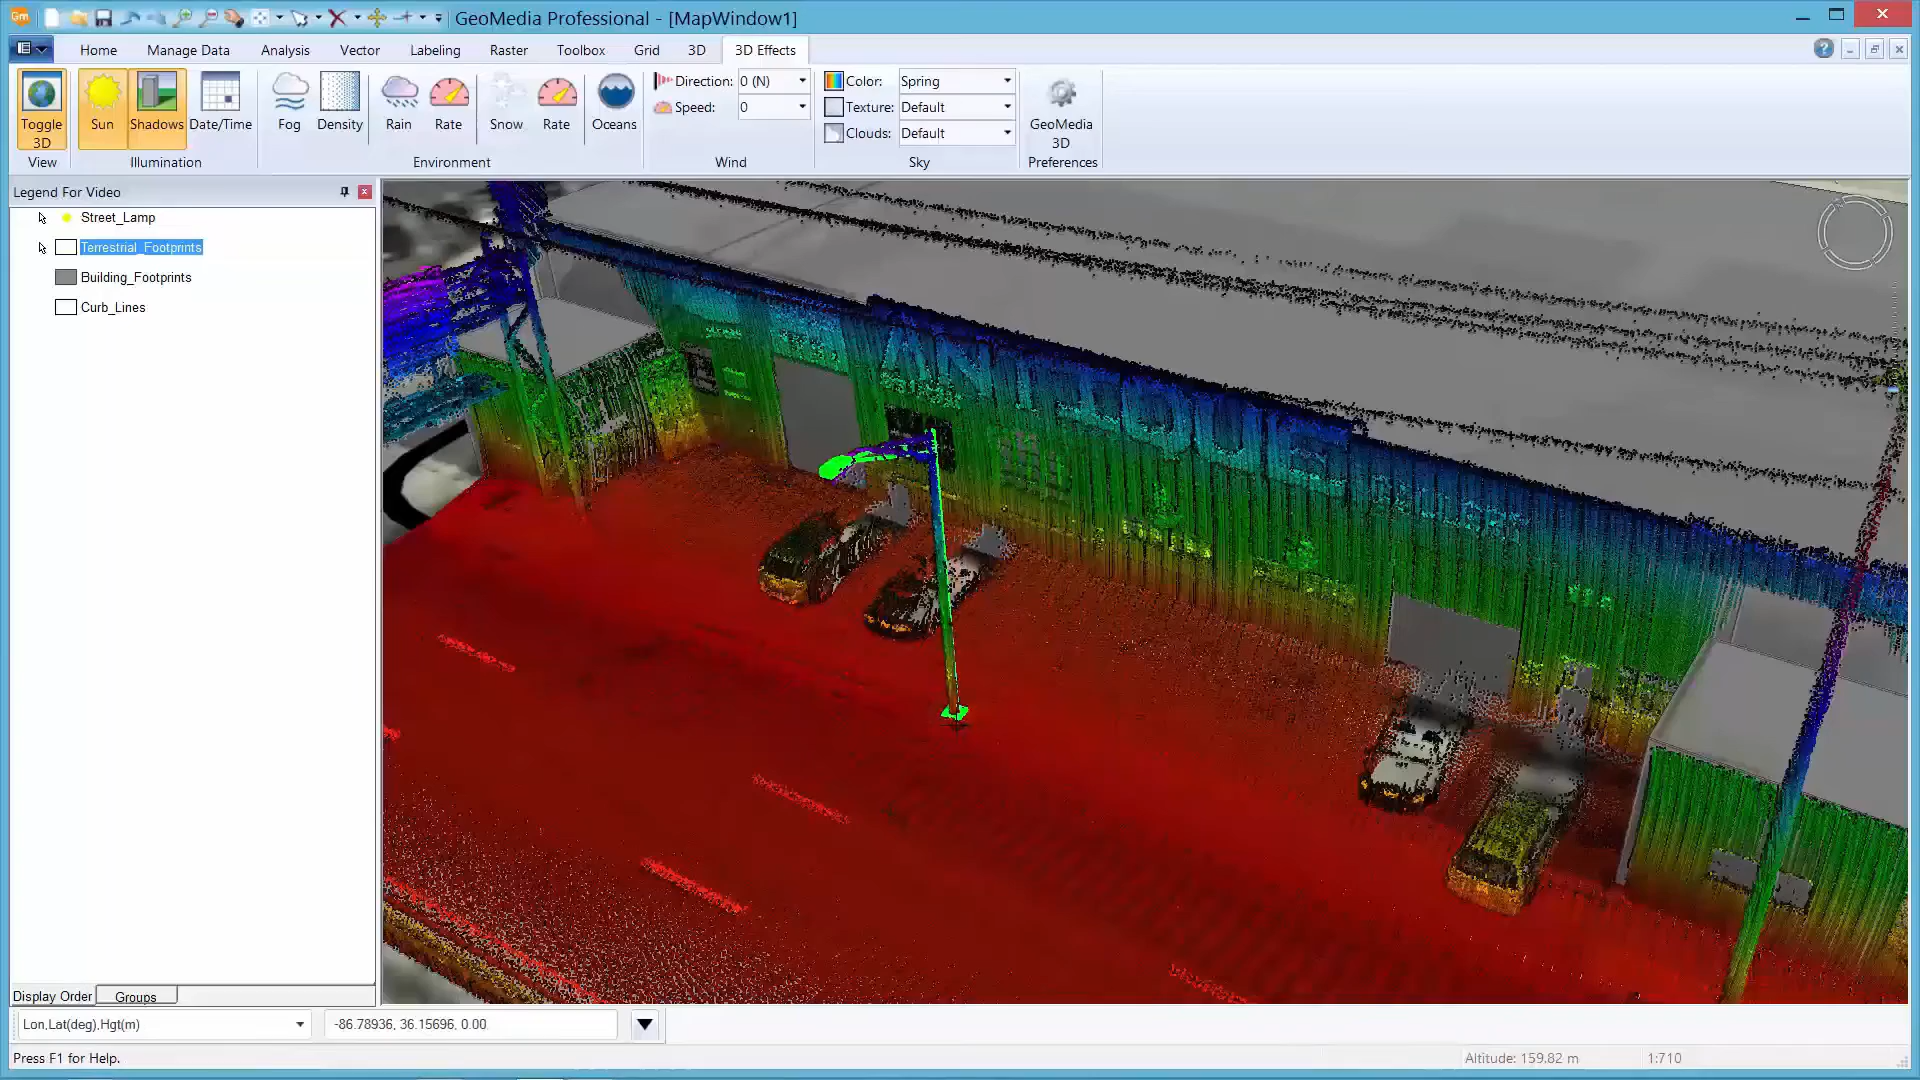 Gm
GeoMedia Professional - [MapWindow1]
Home Manage Data Analysis Vector Labeling Raster Toolbox Grid 3D 3D Effects
Toggle 3D
Sun
Shadows
Date/Time
Fog
Density
Rain
Rate
Snow
Rate
Oceans
Direction: 0 (N)
Speed: 0
Color: Spring
Texture: Default
Clouds: Default
GeoMedia 3D
View
Illumination
Environment
Wind
Sky
Preferences
Legend For Video
Street_Lamp
Terrestrial_Footprints
Building_Footprints
Curb_Lines
ANTIQUE
Display Order Groups
Lon,Lat(deg),Hgt(m) -86.78936, 36.15696, 0.00
Press F1 for Help. Altitude: 159.82 m 1:710